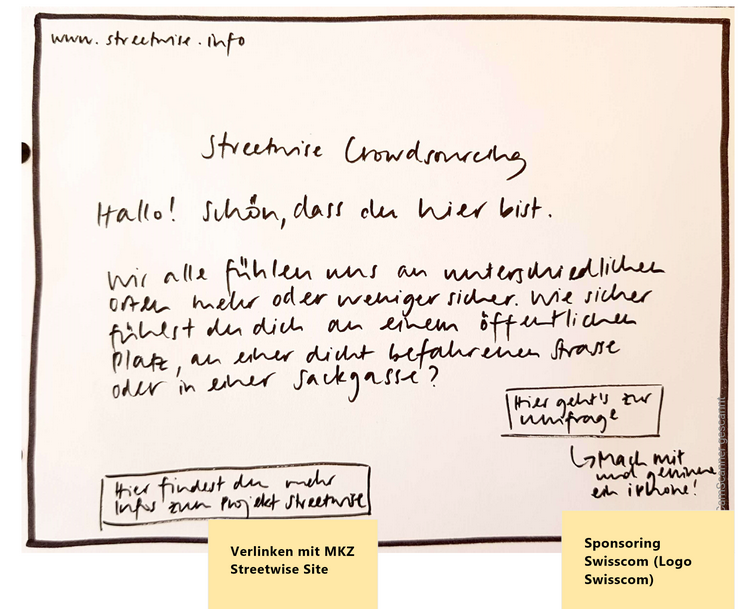 www.streetwise.info
Streetwise Crowdsourcing
Hallo! Schön, dass du hier bist.
Wir alle fühlen uns an unterschiedlichen
Orten mehr oder weniger sicher. Wie sicher
fühlst du dich an einem öffentlichen
Platz, an einer dicht befahrenen Strasse
oder in einer Sackgasse?
Hier geht's zur
Umfrage
Mach mit
und gewinne
ein iPhone!
Hier findest du mehr
Infos zum Projekt Streetwise
Verlinken mit MKZ
Streetwise Site
Sponsoring
Swisscom (Logo
Swisscom)
CamScanner gescannt